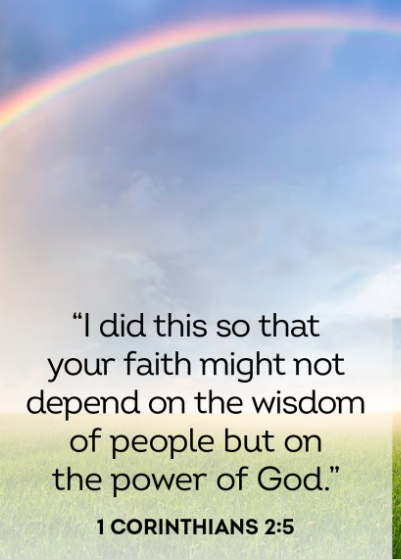 “I did this so that
your faith might not
depend on the wisdom
of people but on
the power of God.”
1 CORINTHIANS 2:5